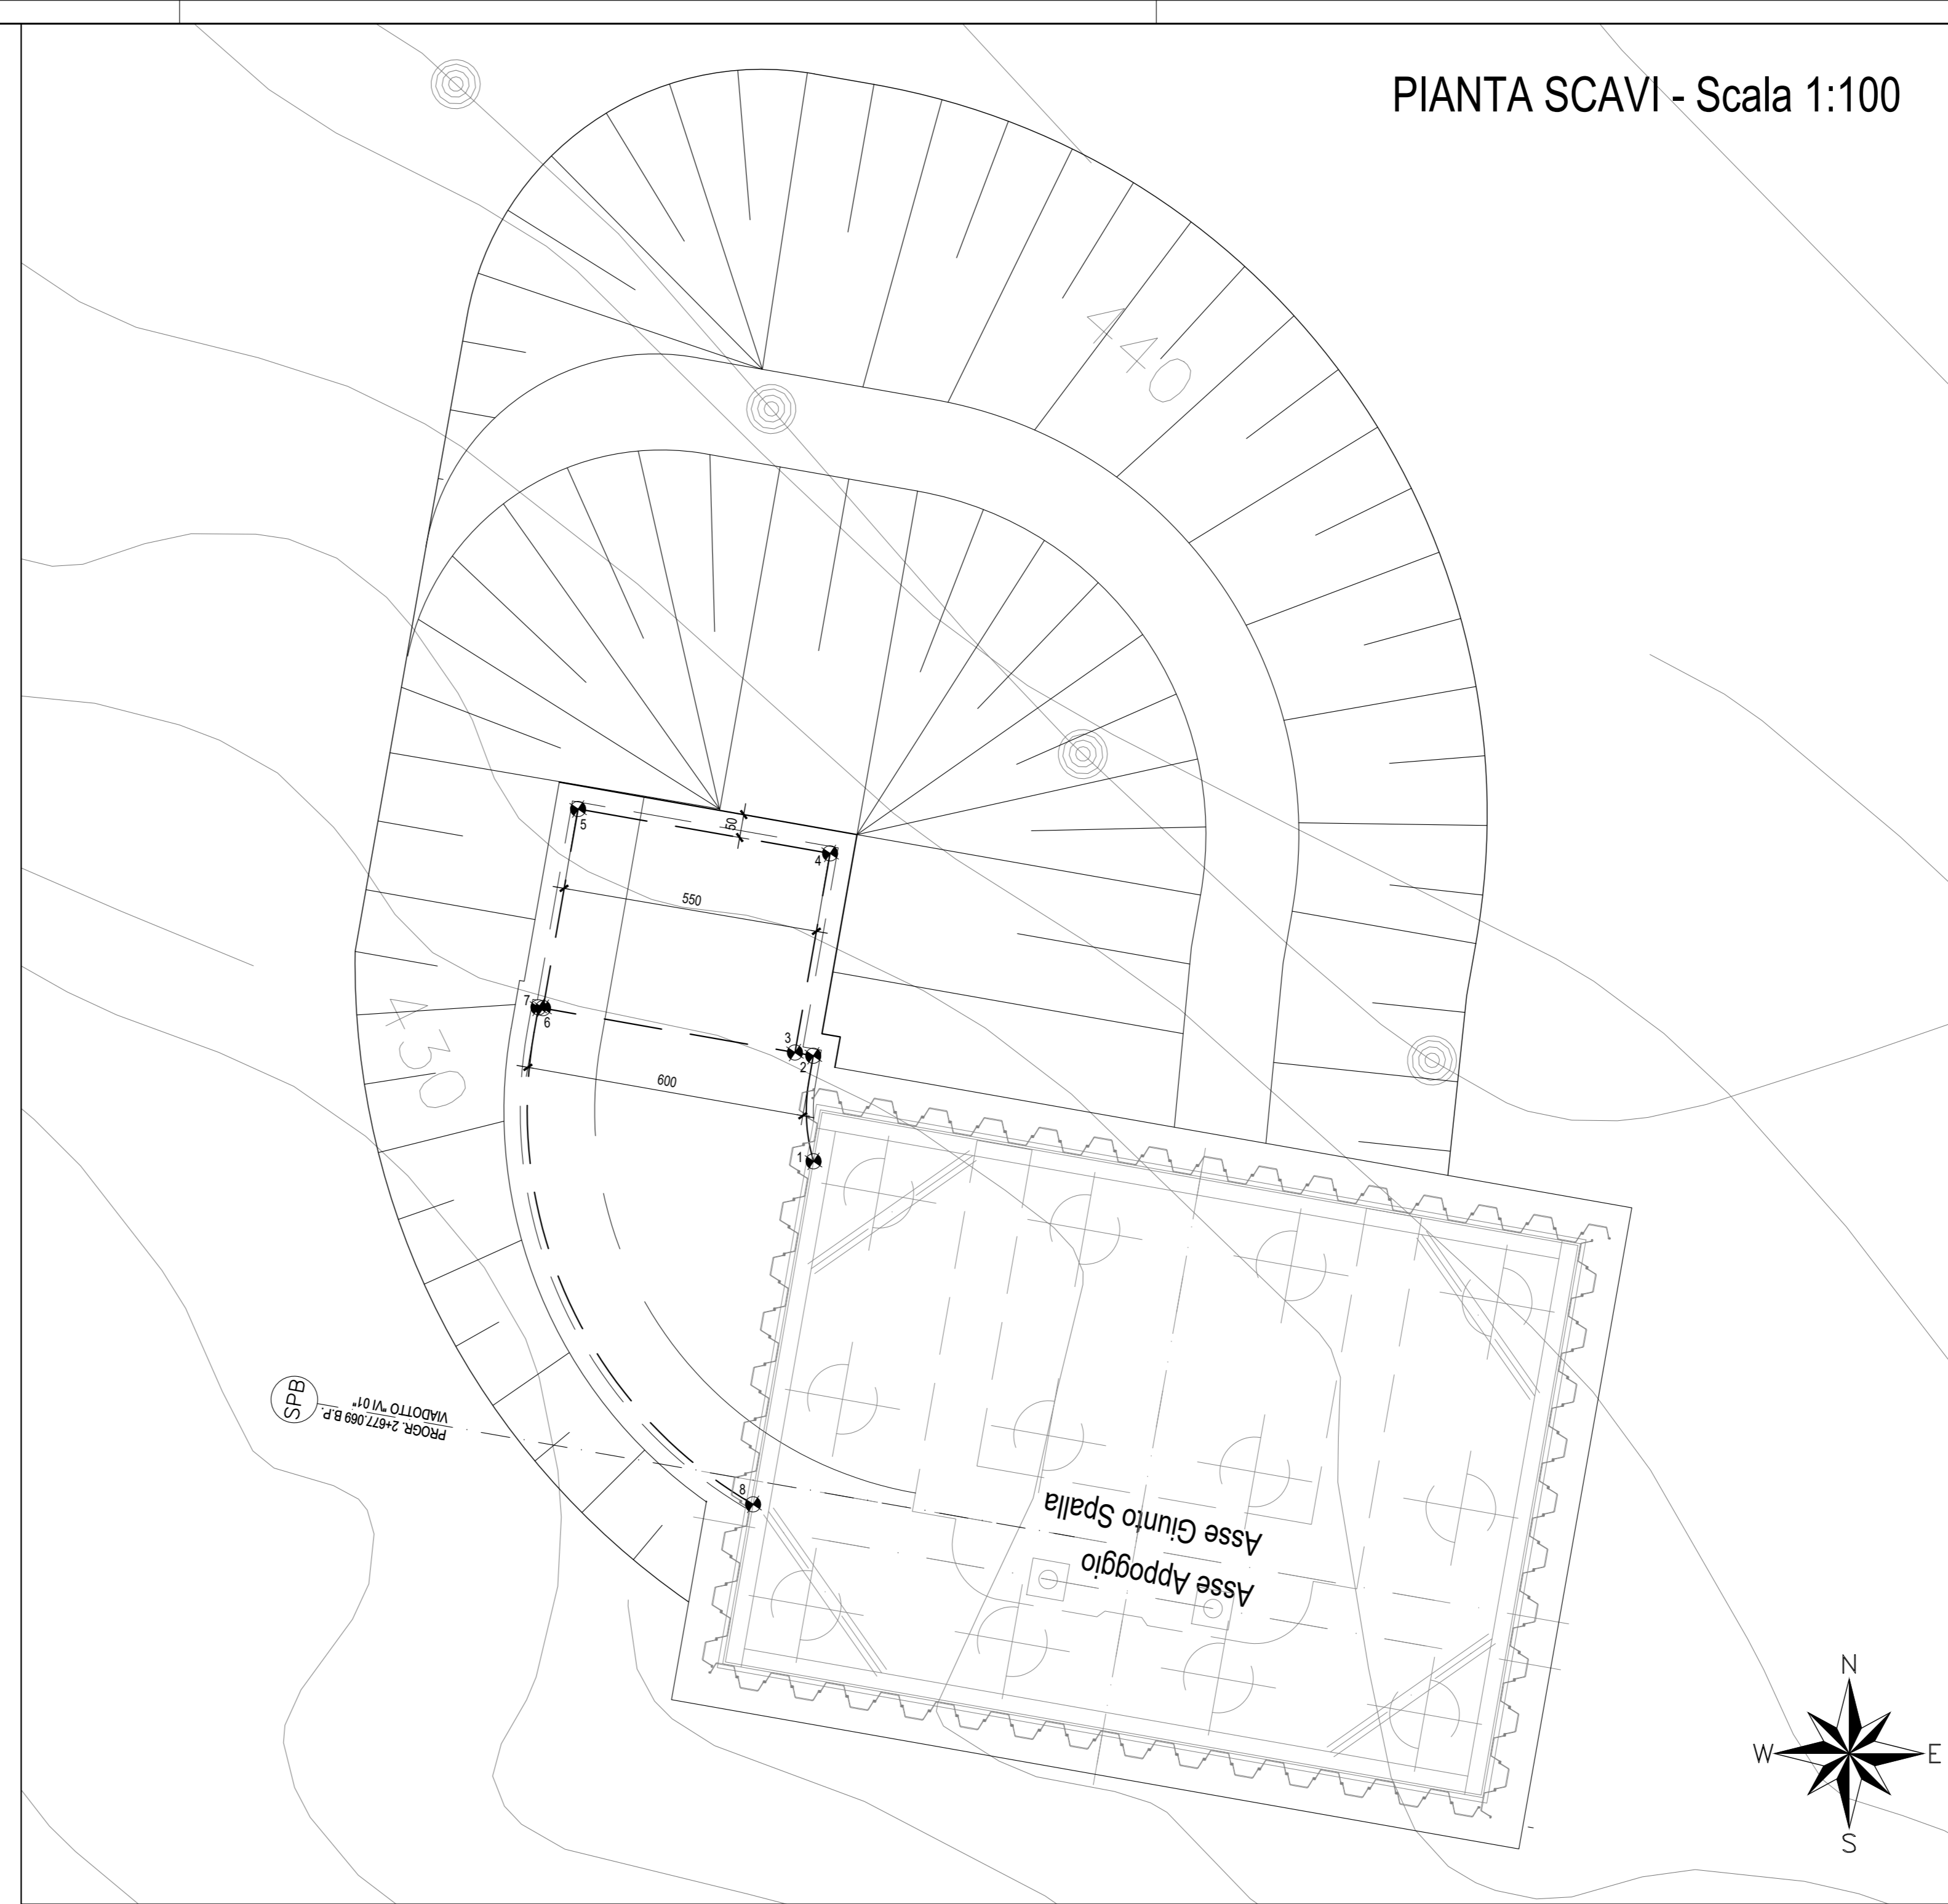 PIANTA SCAVI - Scala 1:100
440
50
5
4
550
7
6
3
2
430
600
1
SPB
VIADOTTO "VI 01"
PROGR. 2+677.069 B.P.
8
Asse Giunto Spalla
Asse Appoggio
N
W
E
S